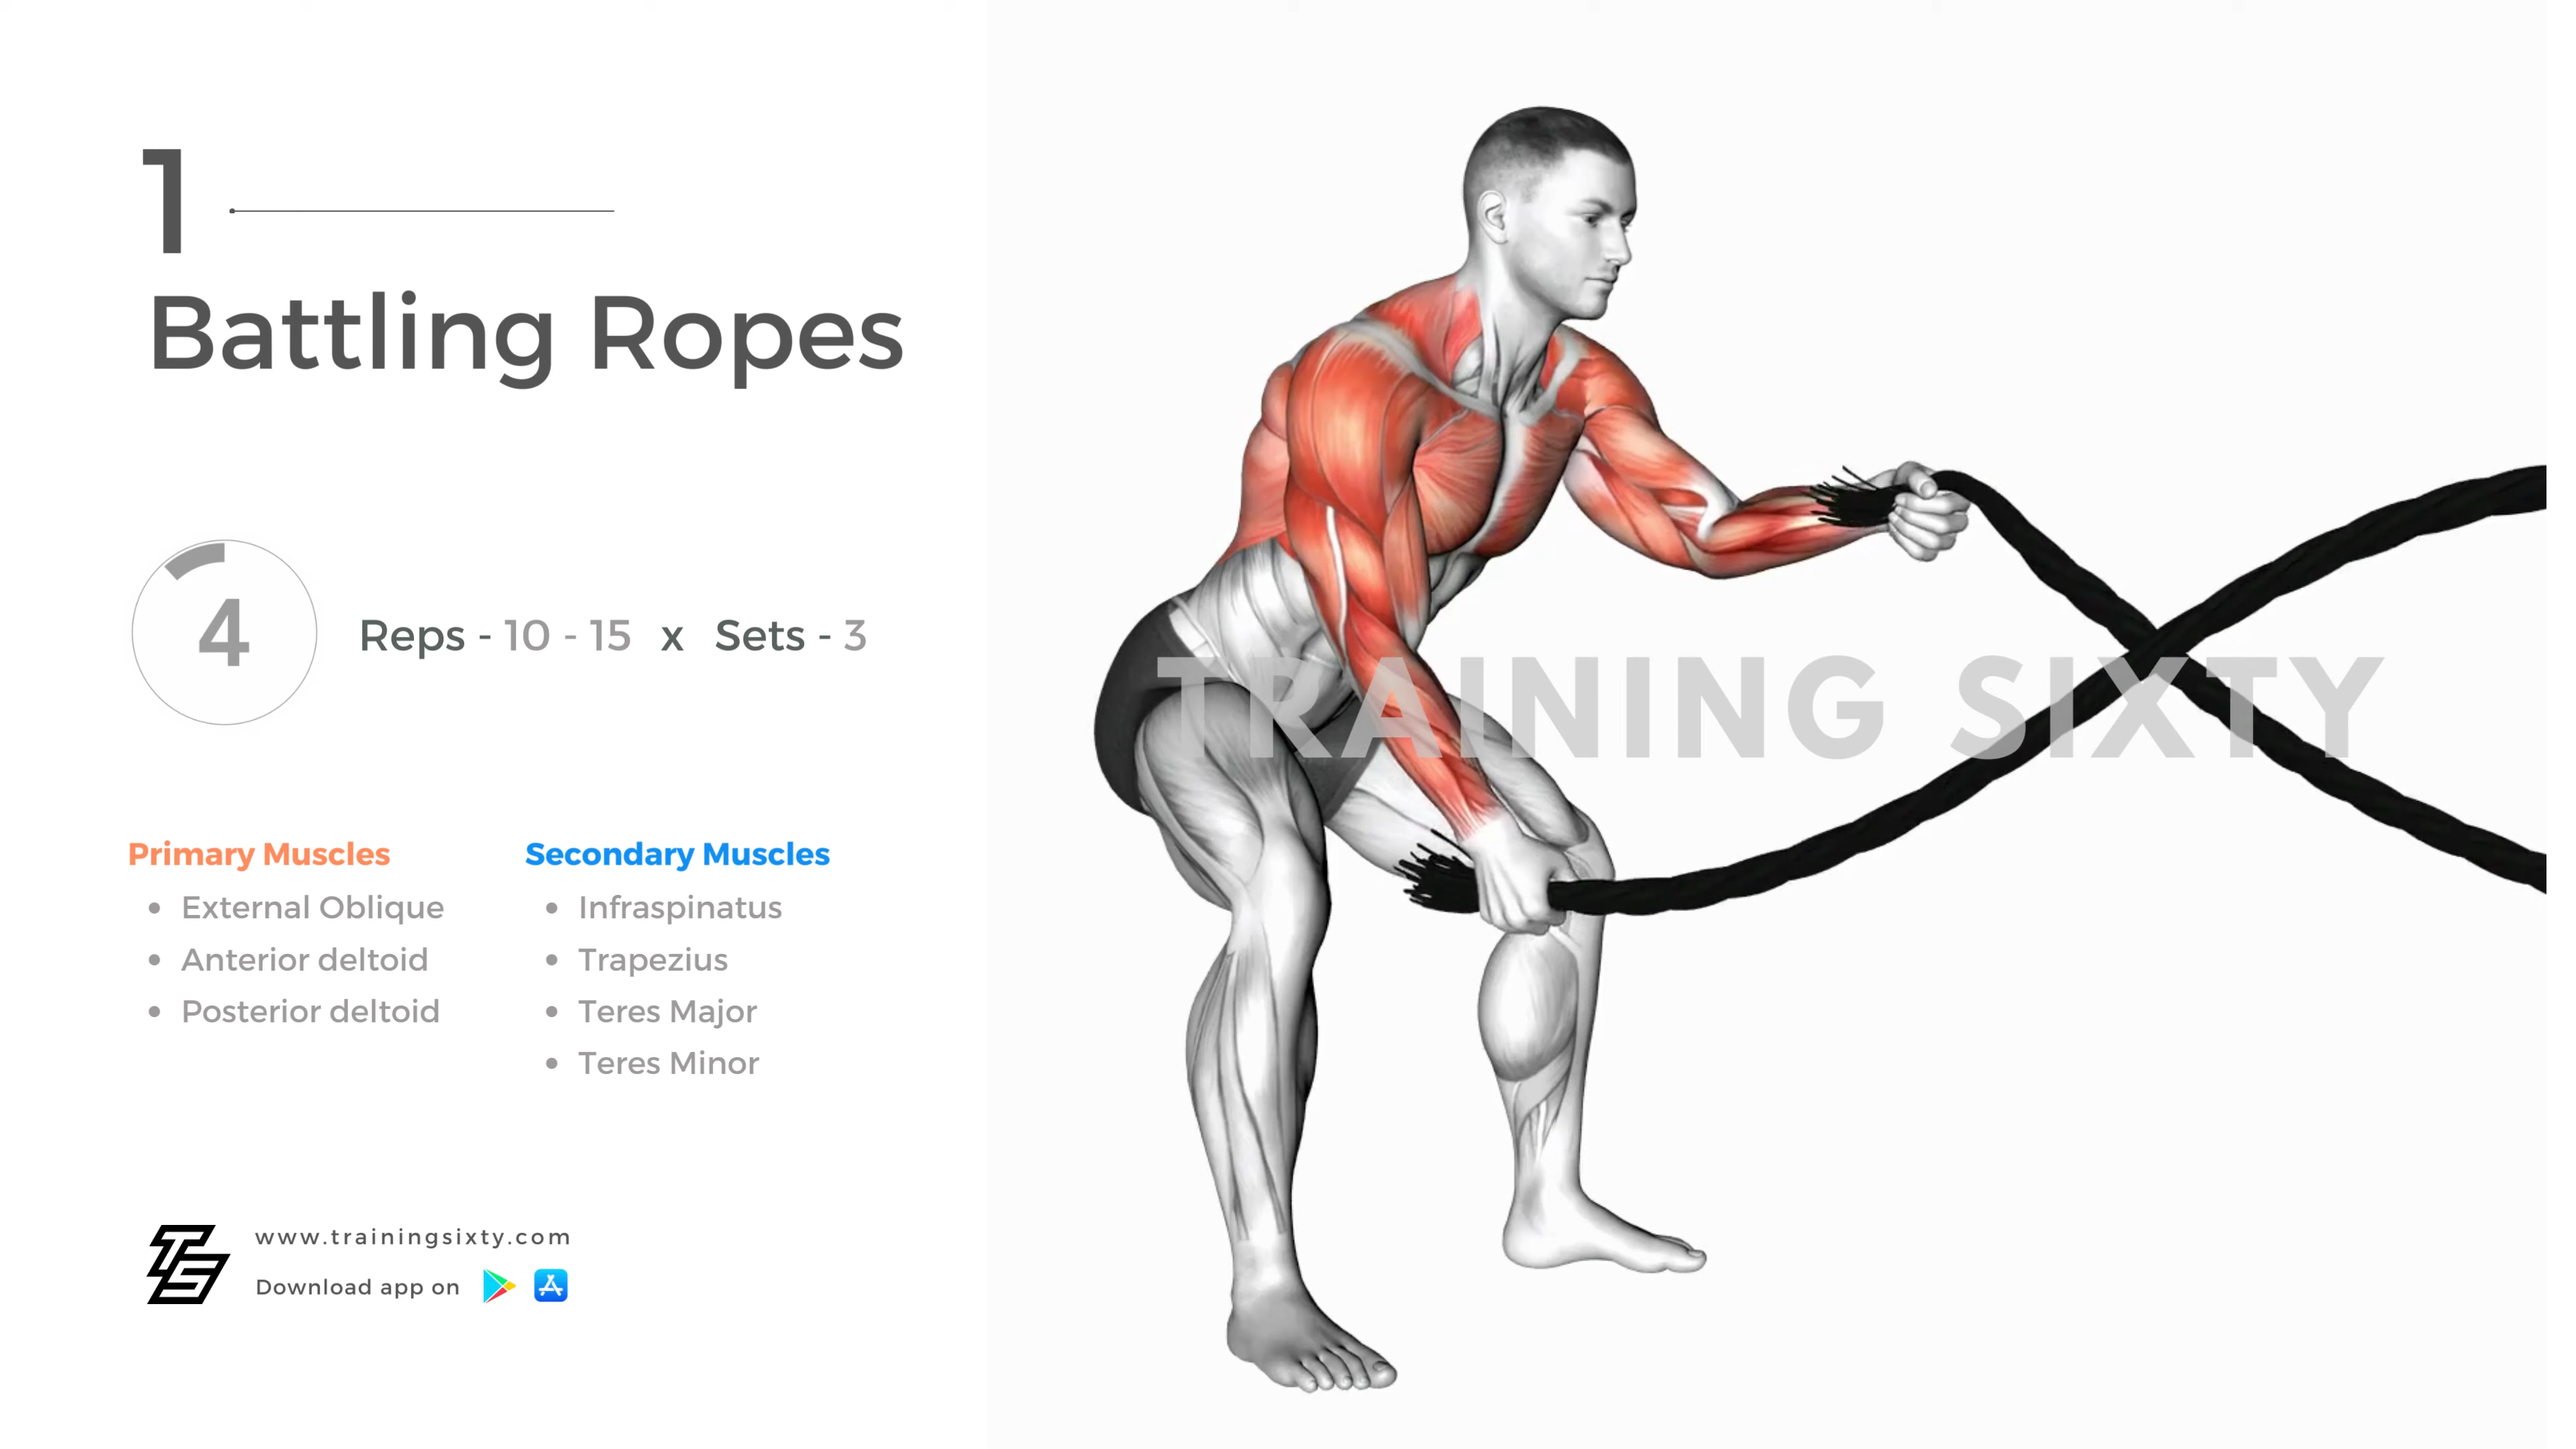 1
Battling Ropes
4
Reps - 10 - 15 x Sets - 3
Primary Muscles
• External Oblique
• Anterior deltoid
• Posterior deltoid
Secondary Muscles
• Infraspinatus
• Trapezius
• Teres Major
• Teres Minor
TRAINING SIXTY
TS
www.trainingsixty.com
Download app on